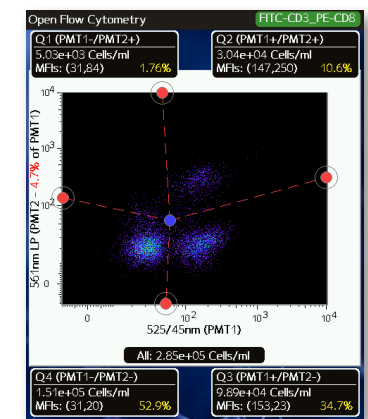 Open Flow Cytometry FITC-CD3_PE-CD8
Q1 (PMT1-/PMT2+)
5.03e+03 Cells/ml
MFIs: (31,84) 1.76%
Q2 (PMT1+/PMT2+)
3.04e+04 Cells/ml
MFIs: (147,250) 10.6%
561nm LP (PMT2 - 4.7% of PMT1)
10⁴
10³
10²
0
0 10² 10³ 10⁴
525/45nm (PMT1)
All: 2.85e+05 Cells/ml
Q4 (PMT1-/PMT2-)
1.51e+05 Cells/ml
MFIs: (31,20) 52.9%
Q3 (PMT1+/PMT2-)
9.89e+04 Cells/ml
MFIs: (153,23) 34.7%